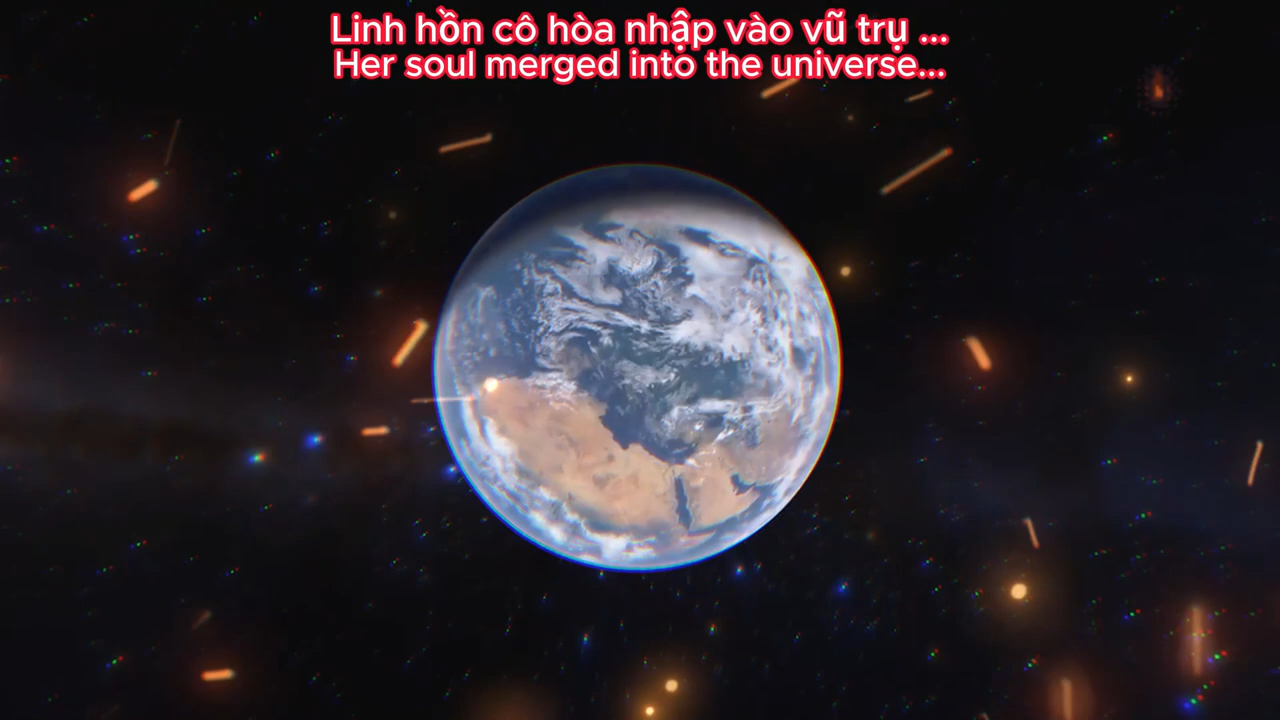 Linh hồn cô hòa nhập vào vũ trụ ...
Her soul merged into the universe...